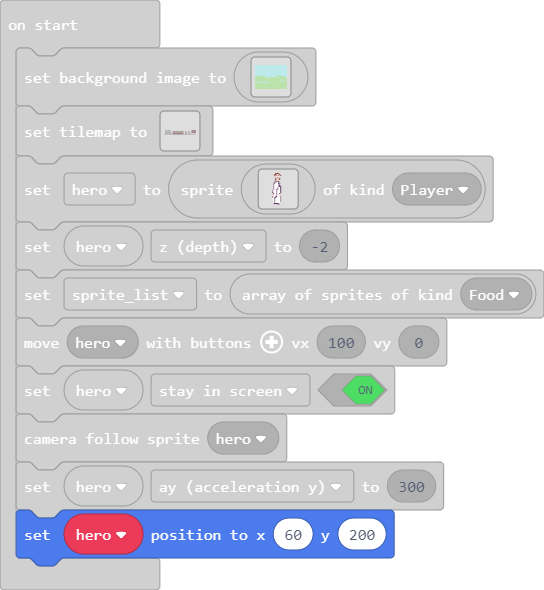 on start
set background image to
set tilemap to
set hero to sprite of kind Player
set hero z (depth) to -2
set sprite_list to array of sprites of kind Food
move hero with buttons + vx 100 vy 0
set hero stay in screen ON
camera follow sprite hero
set hero ay (acceleration y) to 300
set hero position to x 60 y 200